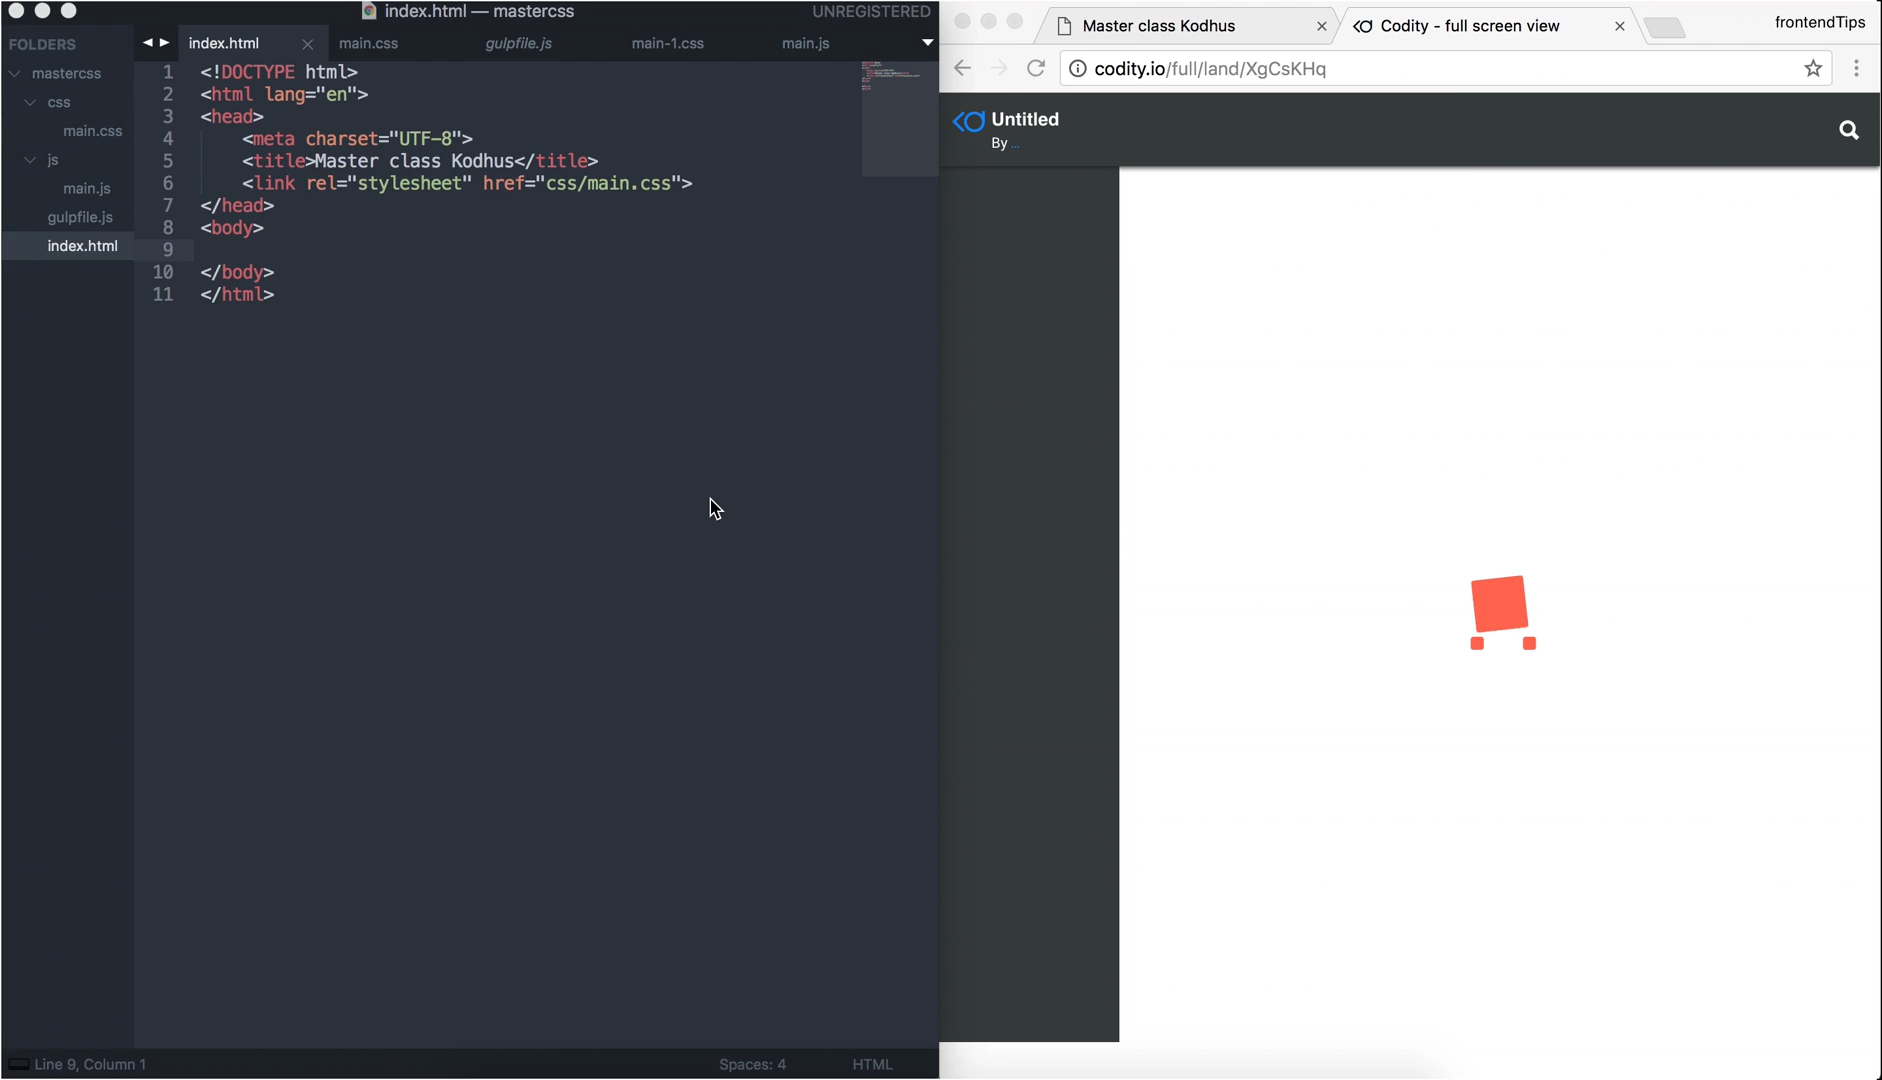 index.html — mastercss
UNREGISTERED
FOLDERS
mastercss
css
main.css
js
main.js
gulpfile.js
index.html
index.html
main.css
gulpfile.js
main-1.css
main.js
1 <!DOCTYPE html>
2 <html lang="en">
3 <head>
4     <meta charset="UTF-8">
5     <title>Master class Kodhus</title>
6     <link rel="stylesheet" href="css/main.css">
7 </head>
8 <body>
9
10 </body>
11 </html>
Line 9, Column 1
Spaces: 4
HTML
Master class Kodhus
Codity - full screen view
frontendTips
codity.io/full/land/XgCsKHq
Untitled
By ...